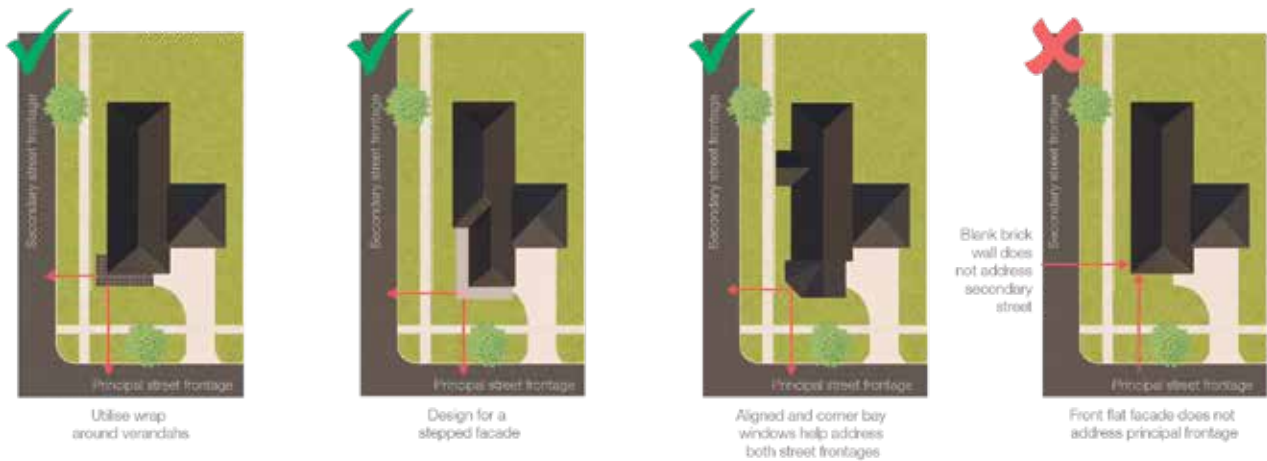 Secondary street frontage
Principal street frontage
Utilise wrap
around verandahs
Secondary street frontage
Principal street frontage
Design for a
stepped facade
Secondary street frontage
Principal street frontage
Aligned and corner bay
windows help address
both street frontages
Blank brick
wall does
not address
secondary
street
Secondary street frontage
Principal street frontage
Front flat facade does not
address principal frontage